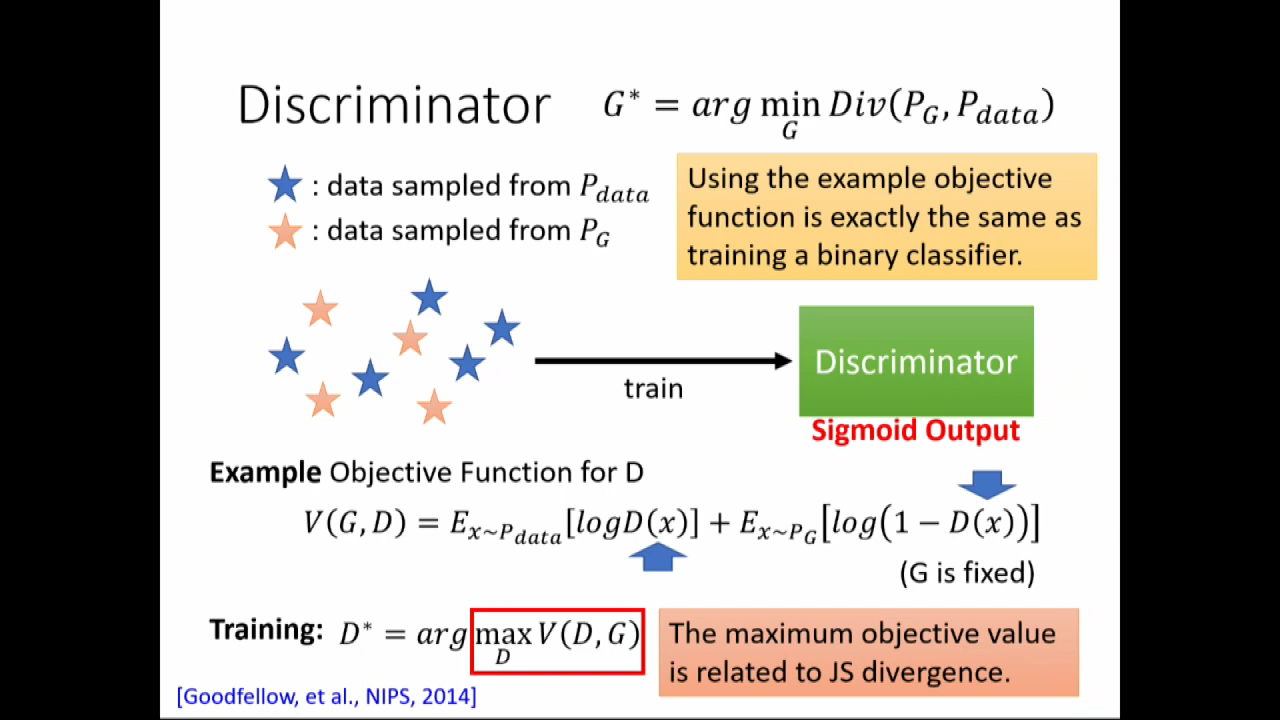 Discriminator
G* = arg min_G Div(P_G, P_data)
: data sampled from P_data
: data sampled from P_G
Using the example objective
function is exactly the same as
training a binary classifier.
train
Discriminator
Sigmoid Output
Example Objective Function for D
V(G, D) = E_{x~P_data}[logD(x)] + E_{x~P_G}[log(1 − D(x))]
(G is fixed)
Training: D* = arg max_D V(D, G)
The maximum objective value
is related to JS divergence.
[Goodfellow, et al., NIPS, 2014]